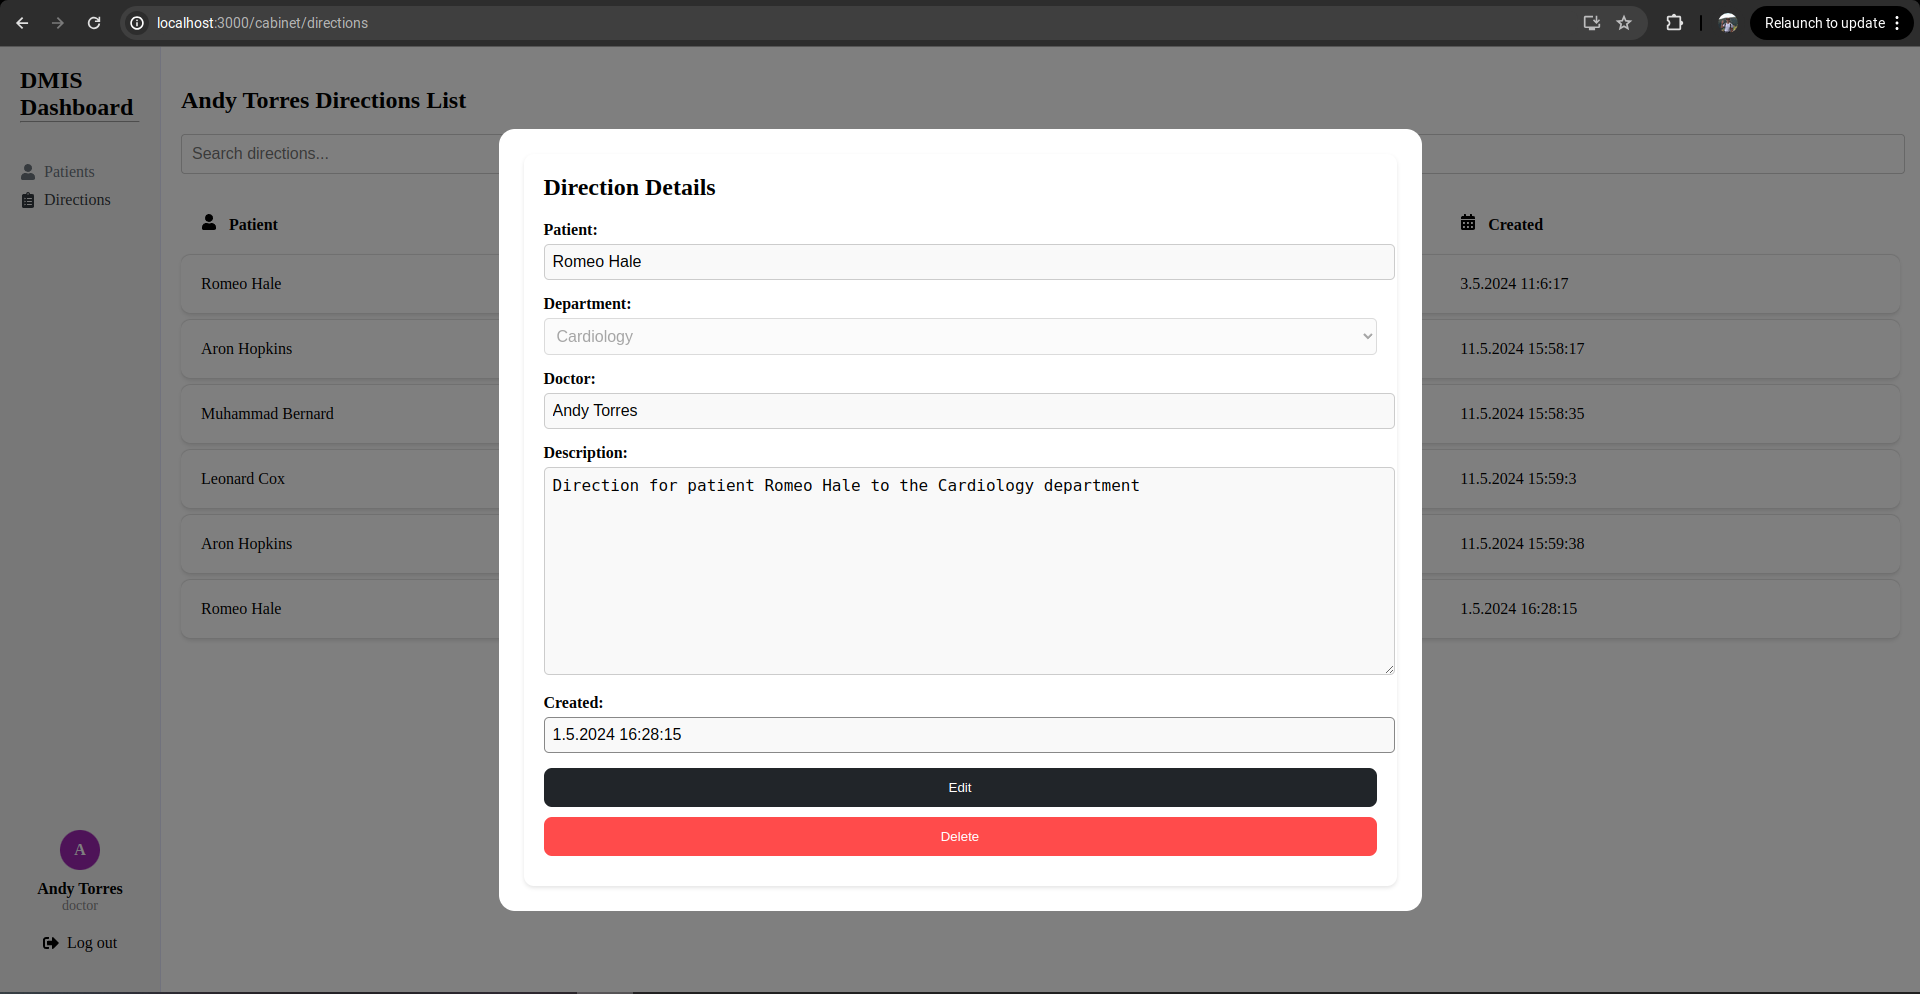 localhost:3000/cabinet/directions
Relaunch to update
DMIS
Dashboard
Patients
Directions
A
Andy Torres
doctor
Log out
Andy Torres Directions List
Search directions...
Patient
Created
Romeo Hale
3.5.2024 11:6:17
Aron Hopkins
11.5.2024 15:58:17
Muhammad Bernard
11.5.2024 15:58:35
Leonard Cox
11.5.2024 15:59:3
Aron Hopkins
11.5.2024 15:59:38
Romeo Hale
1.5.2024 16:28:15
Direction Details
Patient:
Romeo Hale
Department:
Cardiology
Doctor:
Andy Torres
Description:
Direction for patient Romeo Hale to the Cardiology department
Created:
1.5.2024 16:28:15
Edit
Delete